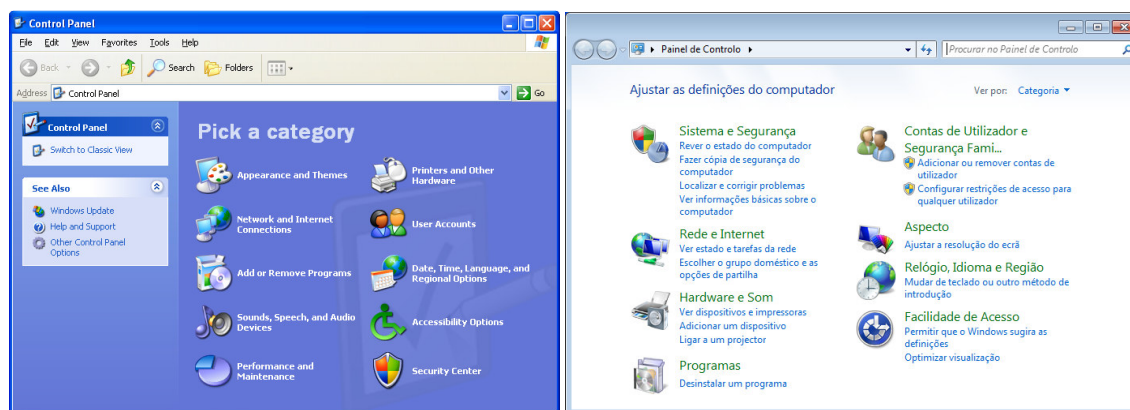 Control Panel
File Edit View Favorites Tools Help
Back Search Folders
Address Control Panel Go
Control Panel
Switch to Classic View
See Also
Windows Update
Help and Support
Other Control Panel
Options
Pick a category
Appearance and Themes
Printers and Other
Hardware
Network and Internet
Connections
User Accounts
Add or Remove Programs
Date, Time, Language, and
Regional Options
Sounds, Speech, and Audio
Devices
Accessibility Options
Performance and
Maintenance
Security Center
Painel de Controlo
Procurar no Painel de Controlo
Ajustar as definições do computador
Ver por: Categoria
Sistema e Segurança
Rever o estado do computador
Fazer cópia de segurança do
computador
Localizar e corrigir problemas
Ver informações básicas sobre o
computador
Rede e Internet
Ver estado e tarefas da rede
Escolher o grupo doméstico e as
opções de partilha
Hardware e Som
Ver dispositivos e impressoras
Adicionar um dispositivo
Ligar a um projector
Programas
Desinstalar um programa
Contas de Utilizador e
Segurança Fami...
Adicionar ou remover contas de
utilizador
Configurar restrições de acesso para
qualquer utilizador
Aspecto
Ajustar a resolução do ecrã
Relógio, Idioma e Região
Mudar de teclado ou outro método de
introdução
Facilidade de Acesso
Permitir que o Windows sugira as
definições
Optimizar visualização